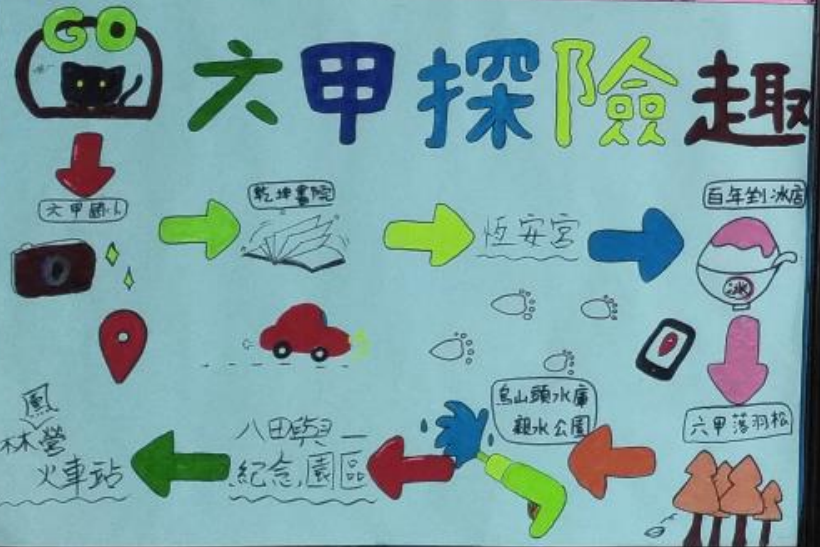 GO
六甲探險趣
六甲國小
乾坤書院
恆安宮
百年剉冰店
冰
六甲落羽松
烏山頭水庫
親水公園
八田與一
紀念園區
鳳
林營
火車站